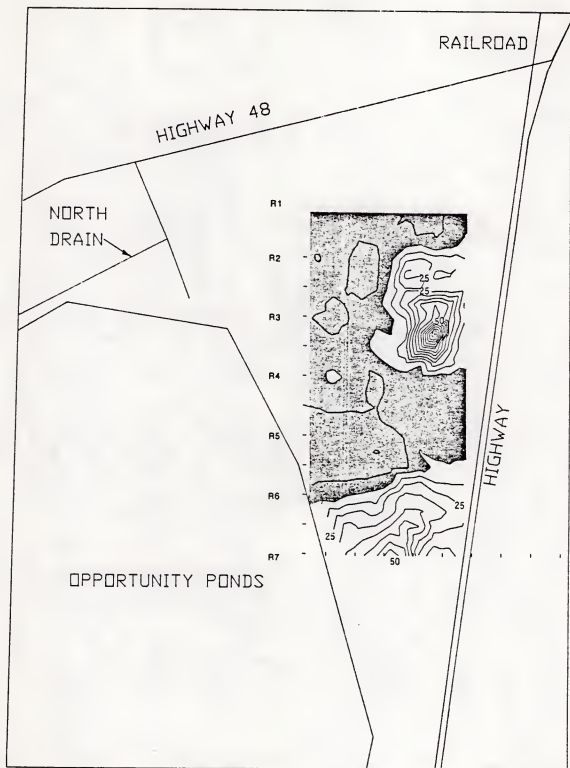 RAILROAD
HIGHWAY 48
NORTH
DRAIN
R1
R2
25
25
R3
50
R4
R5
HIGHWAY
R6
25
25
R7
50
OPPORTUNITY PONDS